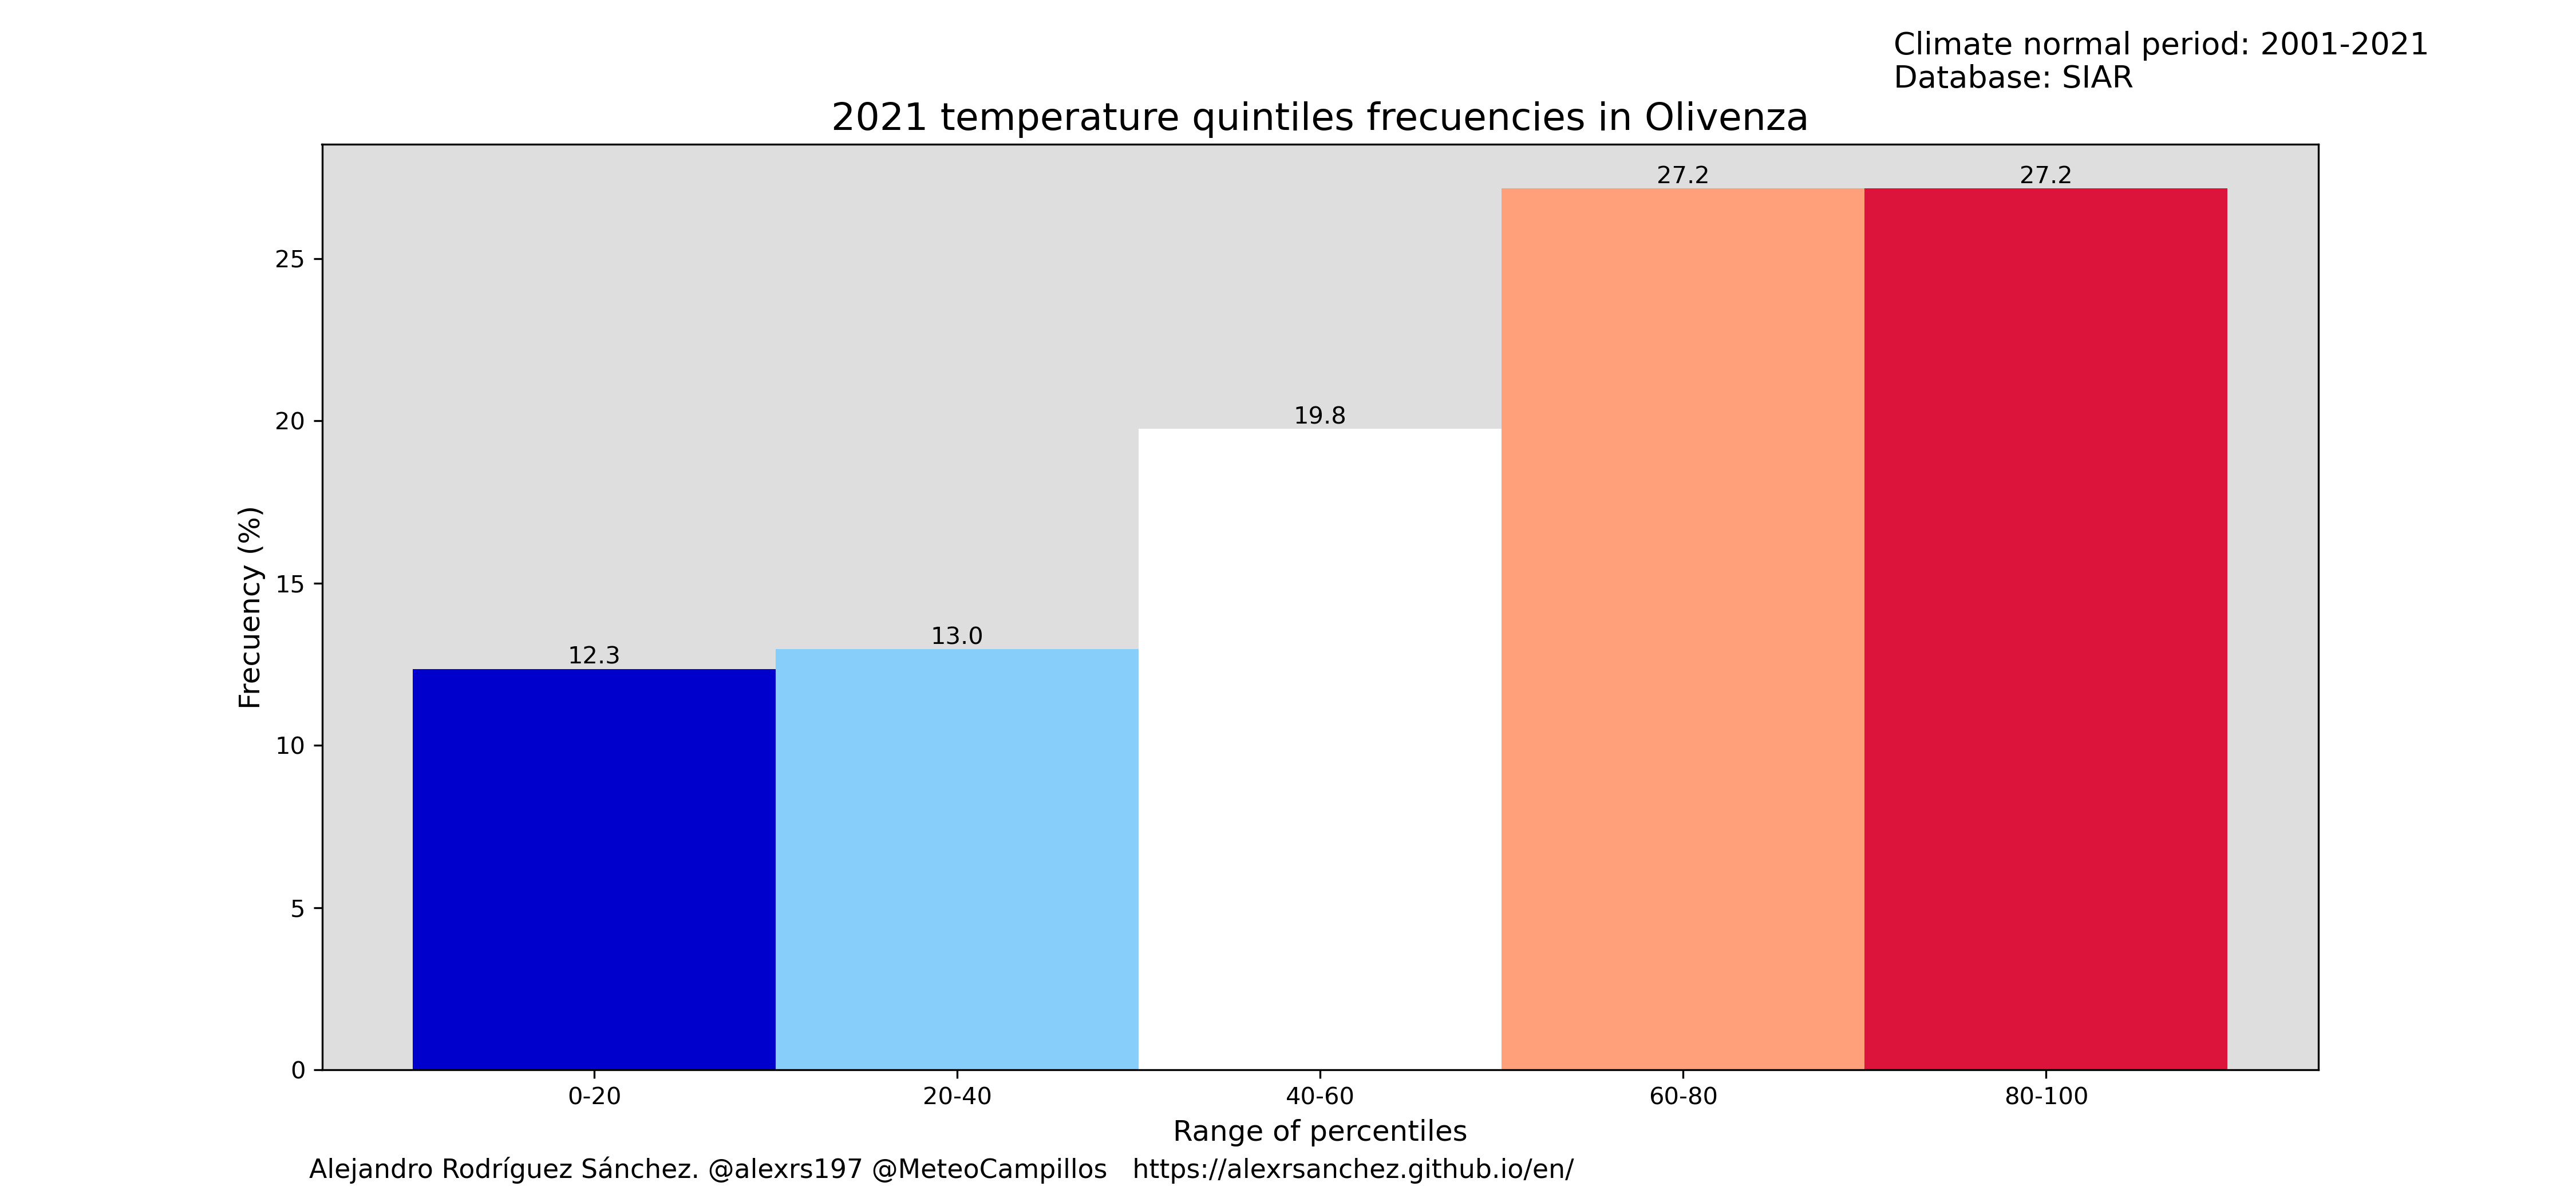 Climate normal period: 2001-2021
Database: SIAR
2021 temperature quintiles frecuencies in Olivenza
27.2
27.2
25
20
19.8
Frecuency (%)
15
13.0
12.3
10
5
0
0-20
20-40
40-60
60-80
80-100
Range of percentiles
Alejandro Rodríguez Sánchez. @alexrs197 @MeteoCampillos https://alexrsanchez.github.io/en/